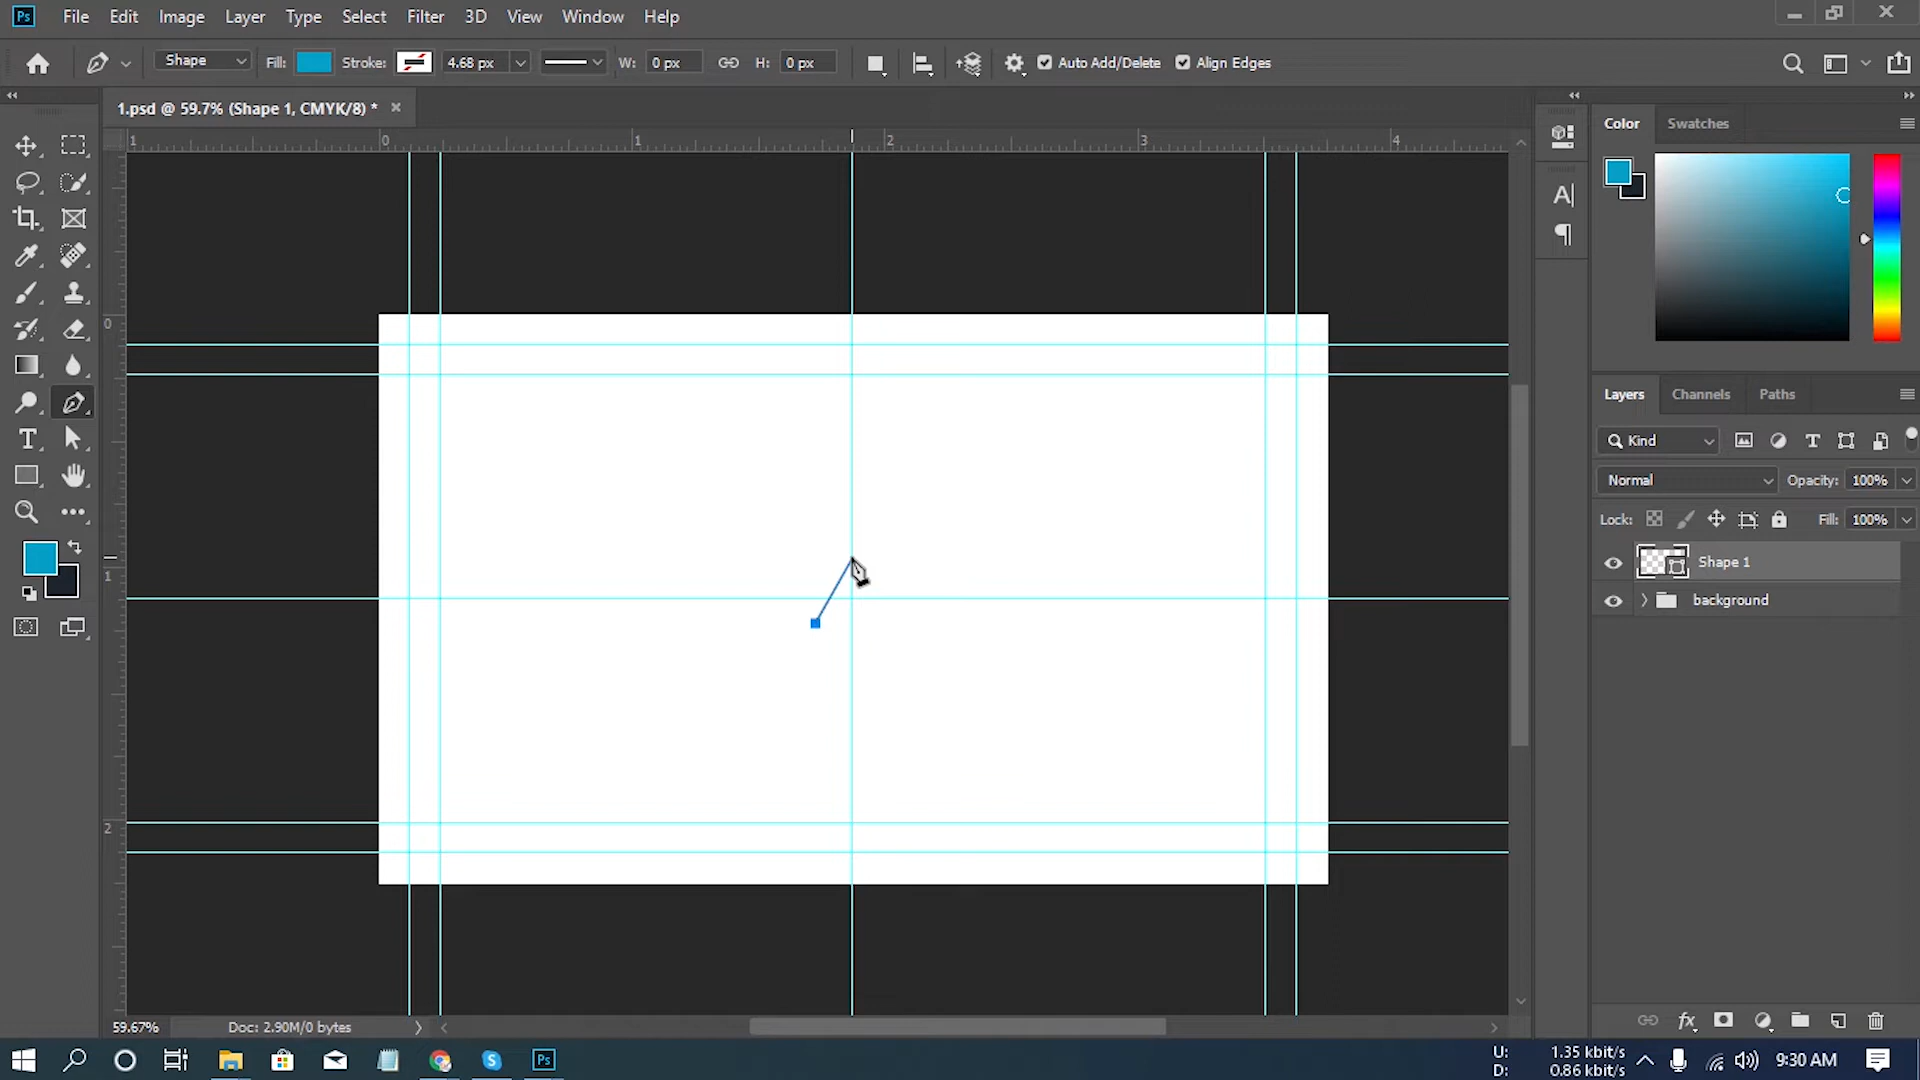 Ps File Edit Image Layer Type Select Filter 3D View Window Help
Shape Fill: Stroke: 4.68 px W: 0 px H: 0 px Auto Add/Delete Align Edges
1.psd @ 59.7% (Shape 1, CMYK/8) *
1 0 1 2 3 4
0
1
2
Color Swatches
A|
¶
Layers Channels Paths
Kind T
Normal Opacity: 100%
Lock: Fill: 100%
Shape 1
background
T
59.67% Doc: 2.90M/0 bytes
fx
Ps
U: 1.35 kbit/s
D: 0.86 kbit/s
9:30 AM